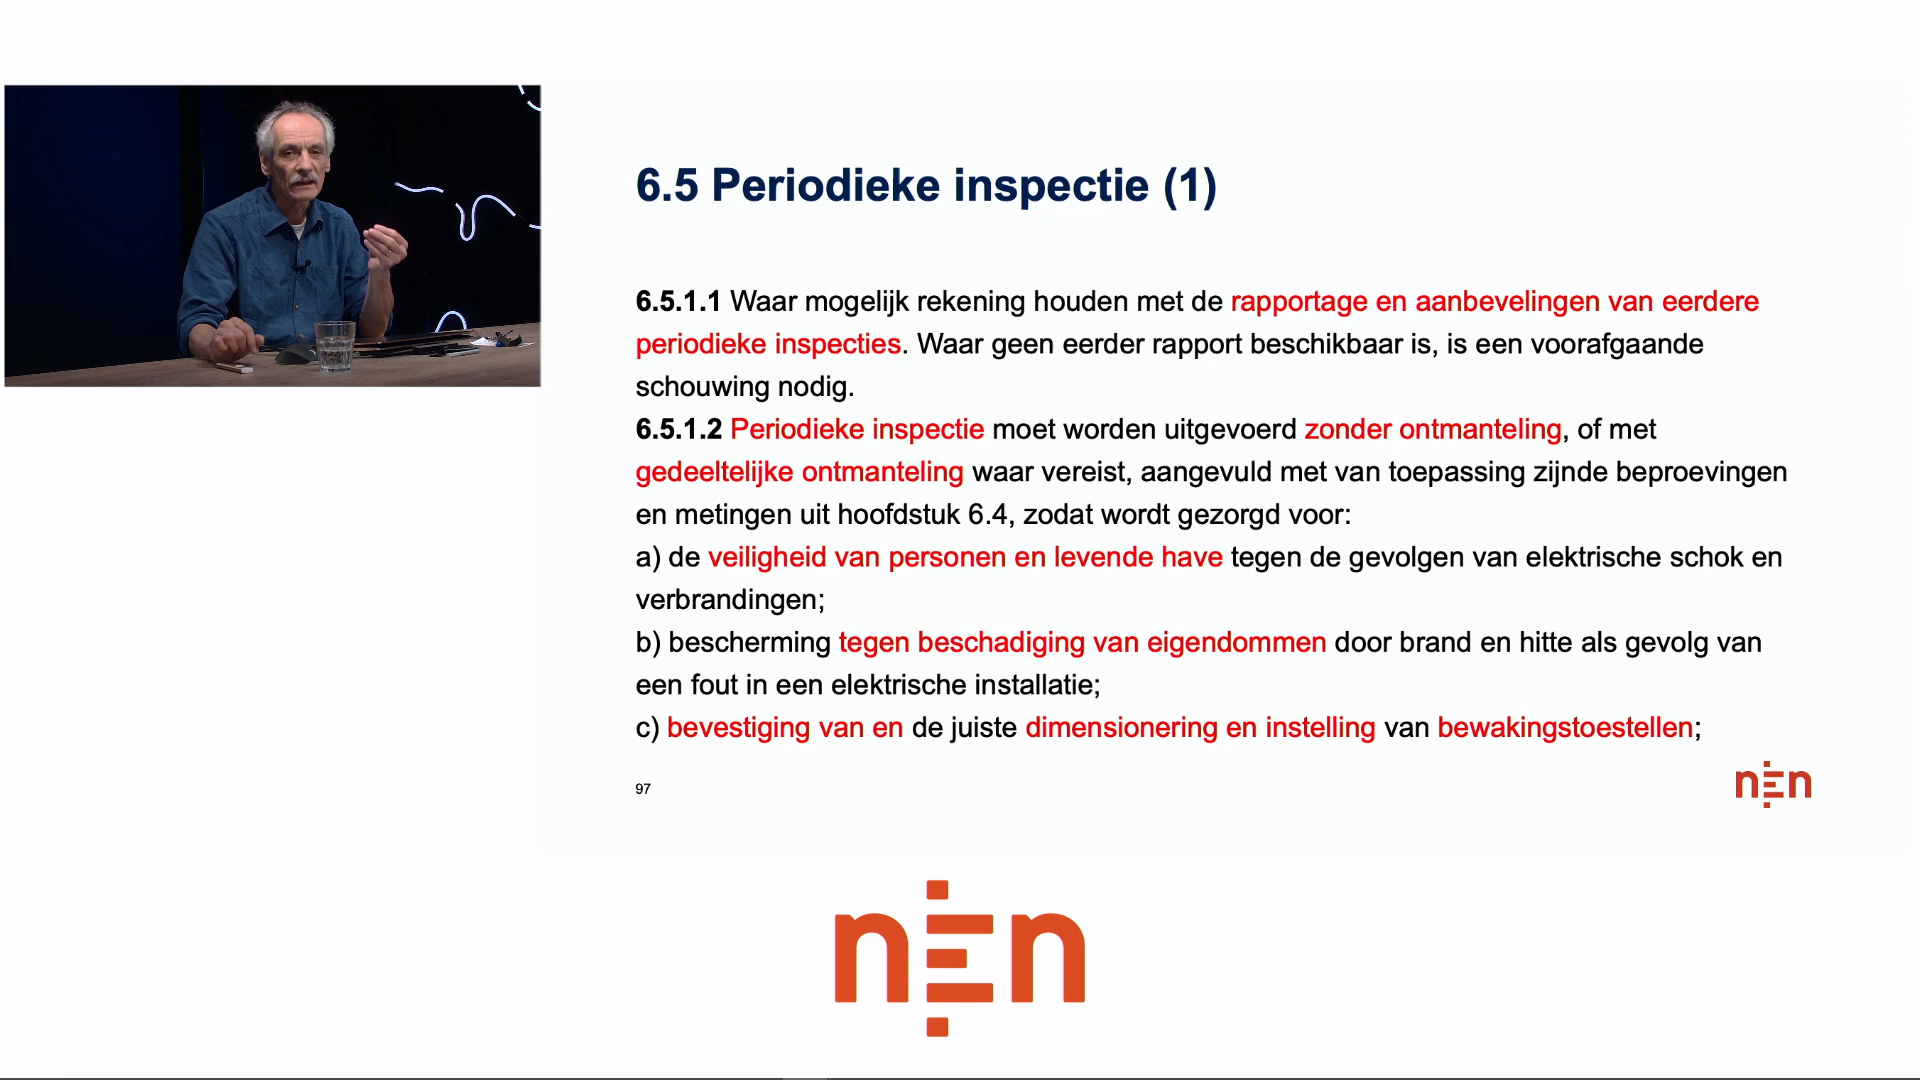 6.5 Periodieke inspectie (1)
6.5.1.1 Waar mogelijk rekening houden met de rapportage en aanbevelingen van eerdere
periodieke inspecties. Waar geen eerder rapport beschikbaar is, is een voorafgaande
schouwing nodig.
6.5.1.2 Periodieke inspectie moet worden uitgevoerd zonder ontmanteling, of met
gedeeltelijke ontmanteling waar vereist, aangevuld met van toepassing zijnde beproevingen
en metingen uit hoofdstuk 6.4, zodat wordt gezorgd voor:
a) de veiligheid van personen en levende have tegen de gevolgen van elektrische schok en
verbrandingen;
b) bescherming tegen beschadiging van eigendommen door brand en hitte als gevolg van
een fout in een elektrische installatie;
c) bevestiging van en de juiste dimensionering en instelling van bewakingstoestellen;
97
nEn
nEn